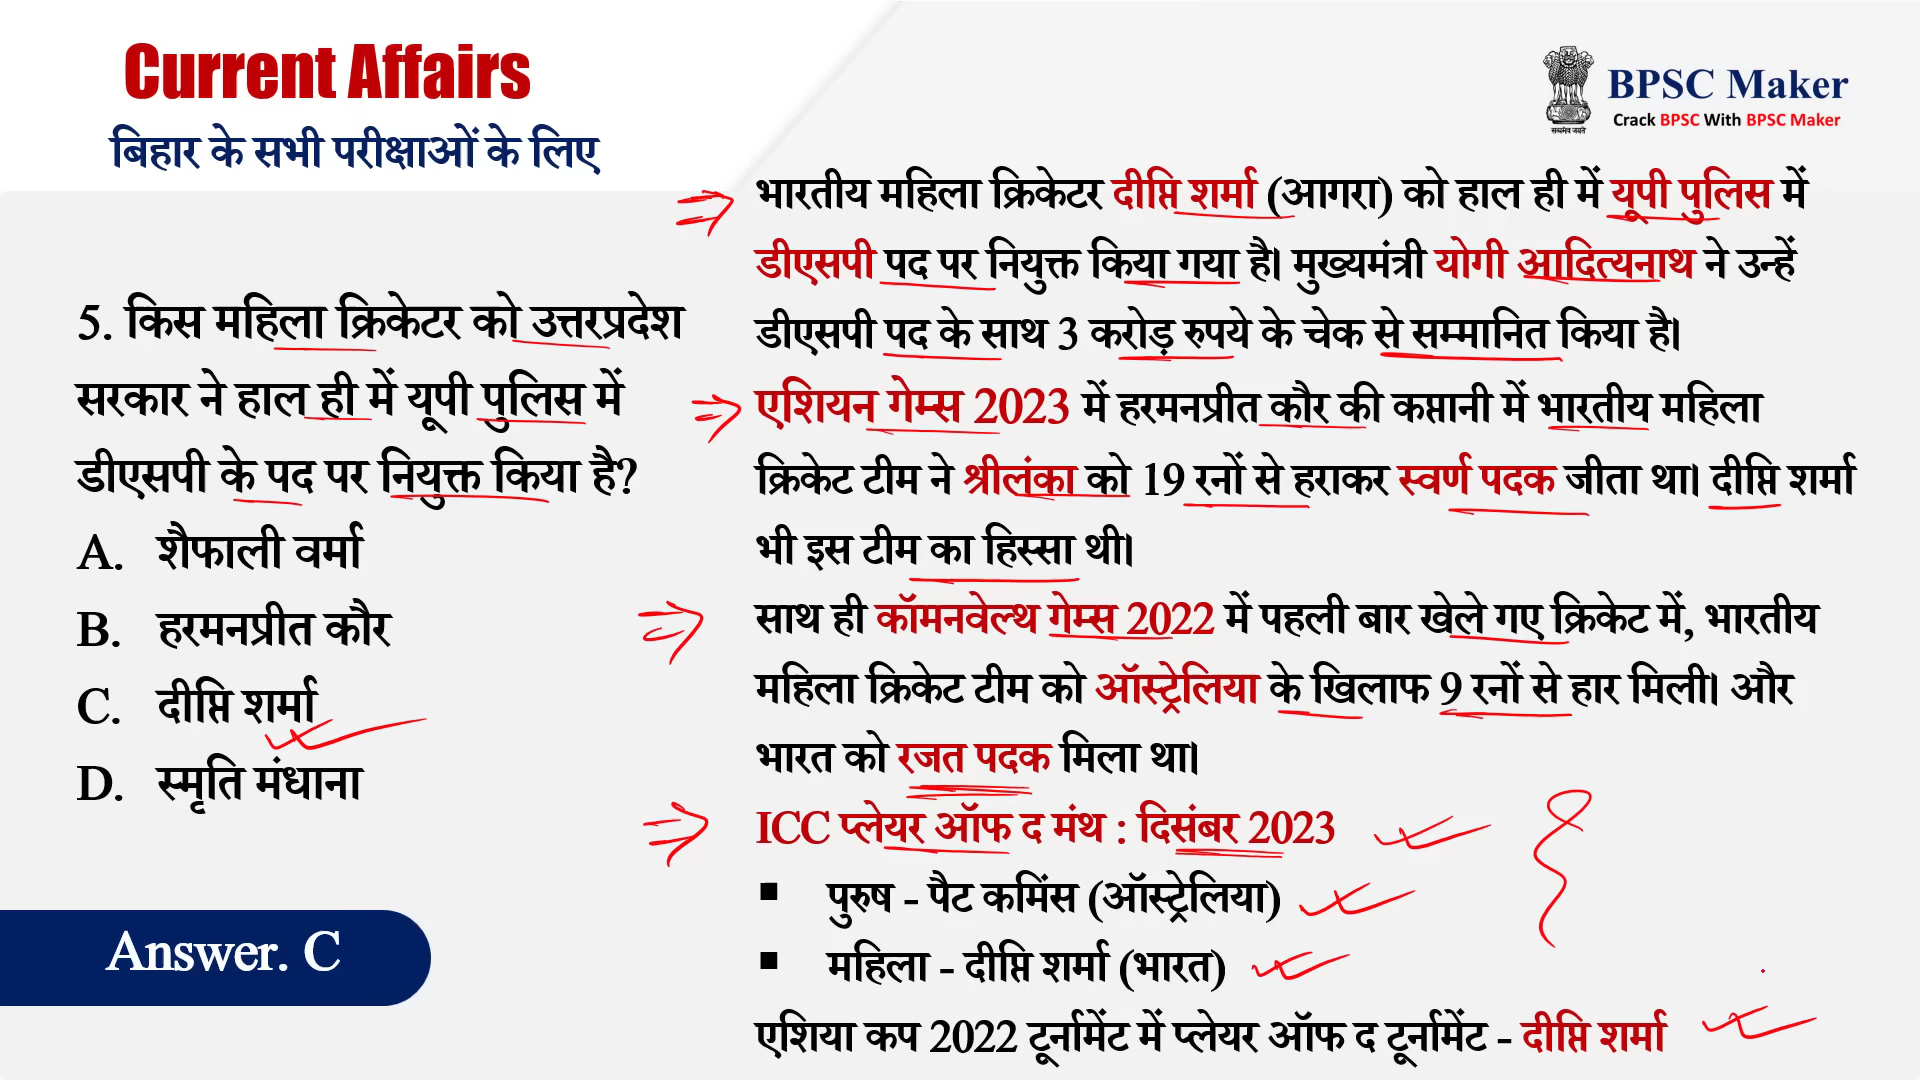 Current Affairs
बिहार के सभी परीक्षाओं के लिए
BPSC Maker
Crack BPSC With BPSC Maker
सत्यमेव जयते
5. किस महिला क्रिकेटर को उत्तरप्रदेश
सरकार ने हाल ही में यूपी पुलिस में
डीएसपी के पद पर नियुक्त किया है?
A. शैफाली वर्मा
B. हरमनप्रीत कौर
C. दीप्ति शर्मा
D. स्मृति मंधाना
Answer. C
भारतीय महिला क्रिकेटर दीप्ति शर्मा (आगरा) को हाल ही में यूपी पुलिस में
डीएसपी पद पर नियुक्त किया गया है। मुख्यमंत्री योगी आदित्यनाथ ने उन्हें
डीएसपी पद के साथ 3 करोड़ रुपये के चेक से सम्मानित किया है।
एशियन गेम्स 2023 में हरमनप्रीत कौर की कप्तानी में भारतीय महिला
क्रिकेट टीम ने श्रीलंका को 19 रनों से हराकर स्वर्ण पदक जीता था। दीप्ति शर्मा
भी इस टीम का हिस्सा थी।
साथ ही कॉमनवेल्थ गेम्स 2022 में पहली बार खेले गए क्रिकेट में, भारतीय
महिला क्रिकेट टीम को ऑस्ट्रेलिया के खिलाफ 9 रनों से हार मिली। और
भारत को रजत पदक मिला था।
ICC प्लेयर ऑफ द मंथ : दिसंबर 2023
▪ पुरुष - पैट कमिंस (ऑस्ट्रेलिया)
▪ महिला - दीप्ति शर्मा (भारत)
एशिया कप 2022 टूर्नामेंट में प्लेयर ऑफ द टूर्नामेंट - दीप्ति शर्मा